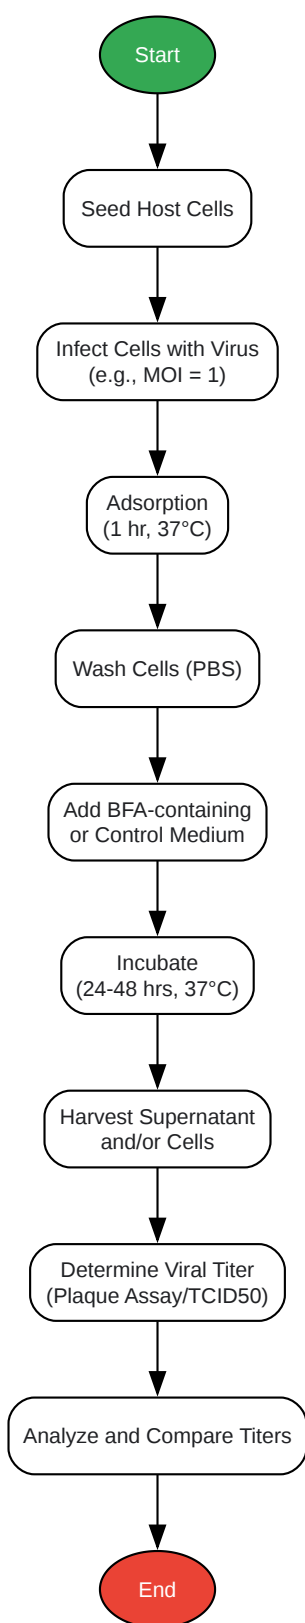 Start
Seed Host Cells
Infect Cells with Virus
(e.g., MOI = 1)
Adsorption
(1 hr, 37°C)
Wash Cells (PBS)
Add BFA-containing
or Control Medium
Incubate
(24-48 hrs, 37°C)
Harvest Supernatant
and/or Cells
Determine Viral Titer
(Plaque Assay/TCID50)
Analyze and Compare Titers
End